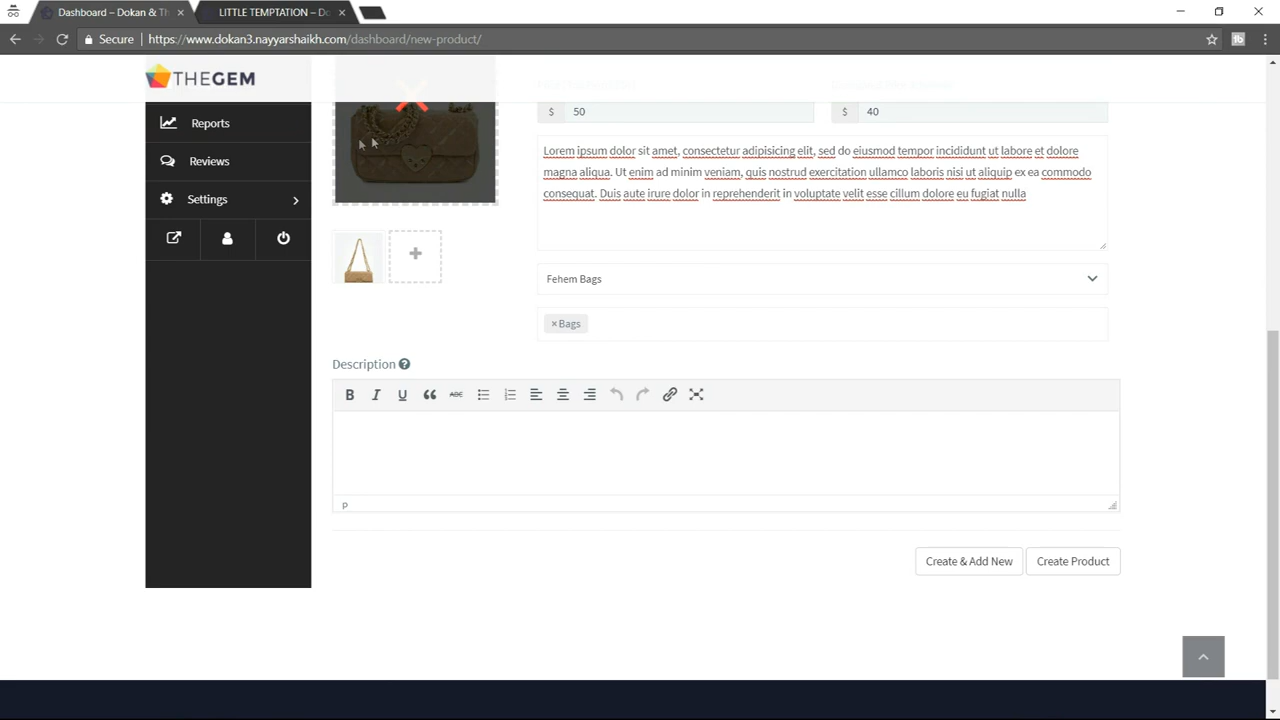 Dashboard – Dokan & Th
LITTLE TEMPTATION – Do
Secure
https://www.dokan3.nayyarshaikh.com/dashboard/new-product/
THEGEM
Reports
Reviews
Settings
$ 50
$ 40
Lorem ipsum dolor sit amet, consectetur adipisicing elit, sed do eiusmod tempor incididunt ut labore et dolore
magna aliqua. Ut enim ad minim veniam, quis nostrud exercitation ullamco laboris nisi ut aliquip ex ea commodo
consequat. Duis aute irure dolor in reprehenderit in voluptate velit esse cillum dolore eu fugiat nulla
Fehem Bags
× Bags
Description
B I U ABC
P
Create & Add New
Create Product